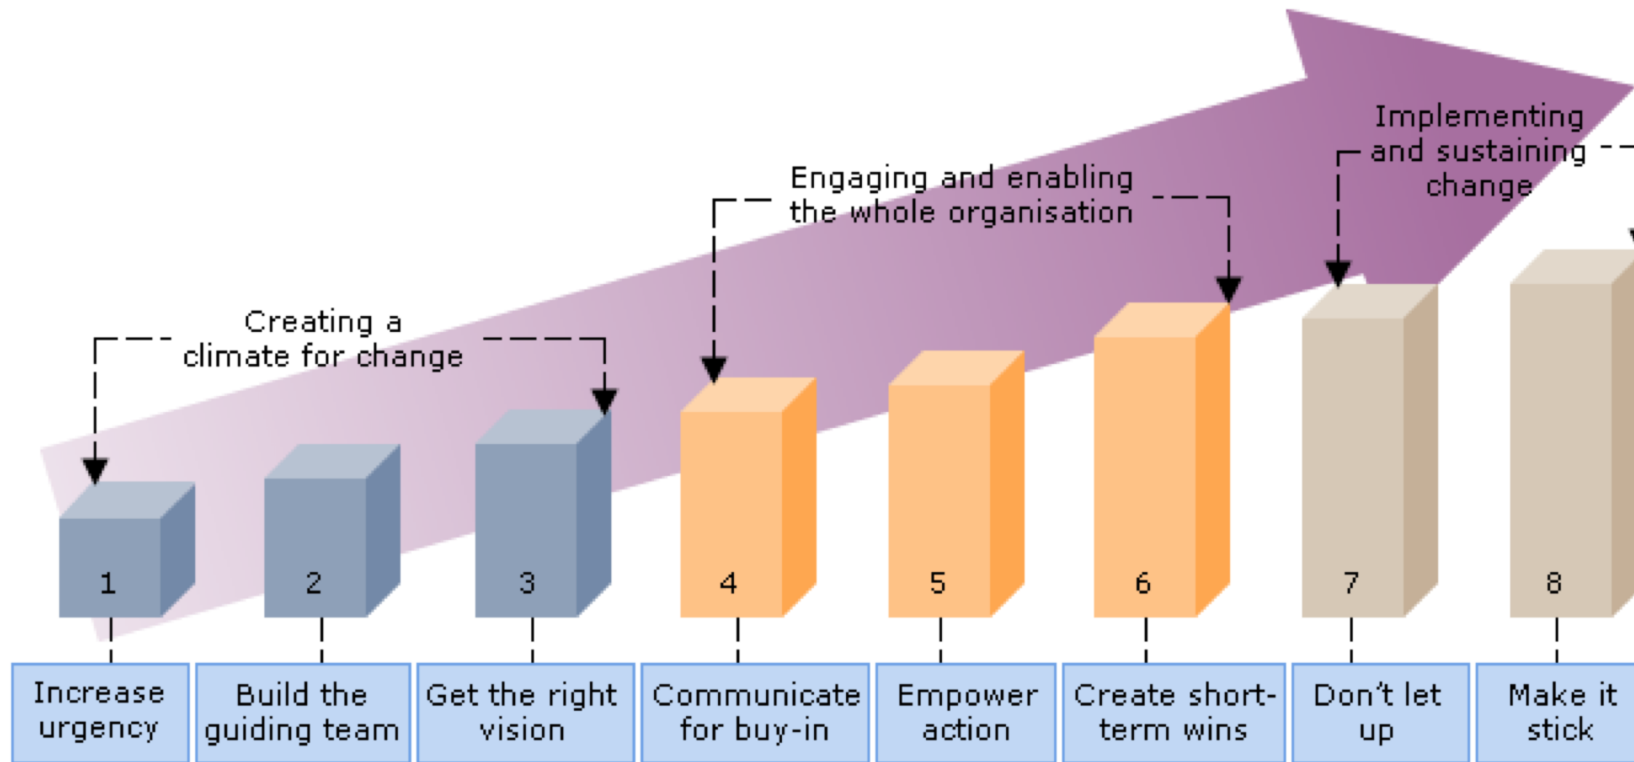 Implementing
and sustaining
change
Engaging and enabling
the whole organisation
Creating a
climate for change
1
2
3
4
5
6
7
8
Increase
urgency
Build the
guiding team
Get the right
vision
Communicate
for buy-in
Empower
action
Create short-
term wins
Don't let
up
Make it
stick